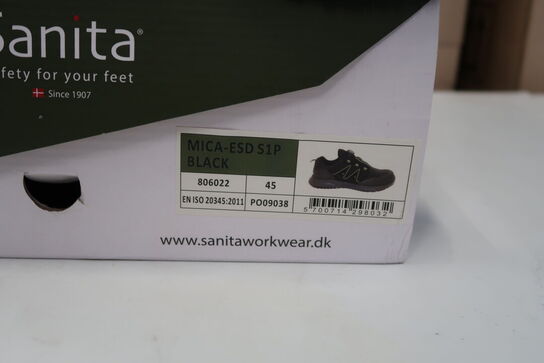 Sanita®
fety for your feet
Since 1907
MICA-ESD S1P
BLACK
806022 45
EN ISO 20345:2011 PO09038
5700714298032
www.sanitaworkwear.dk